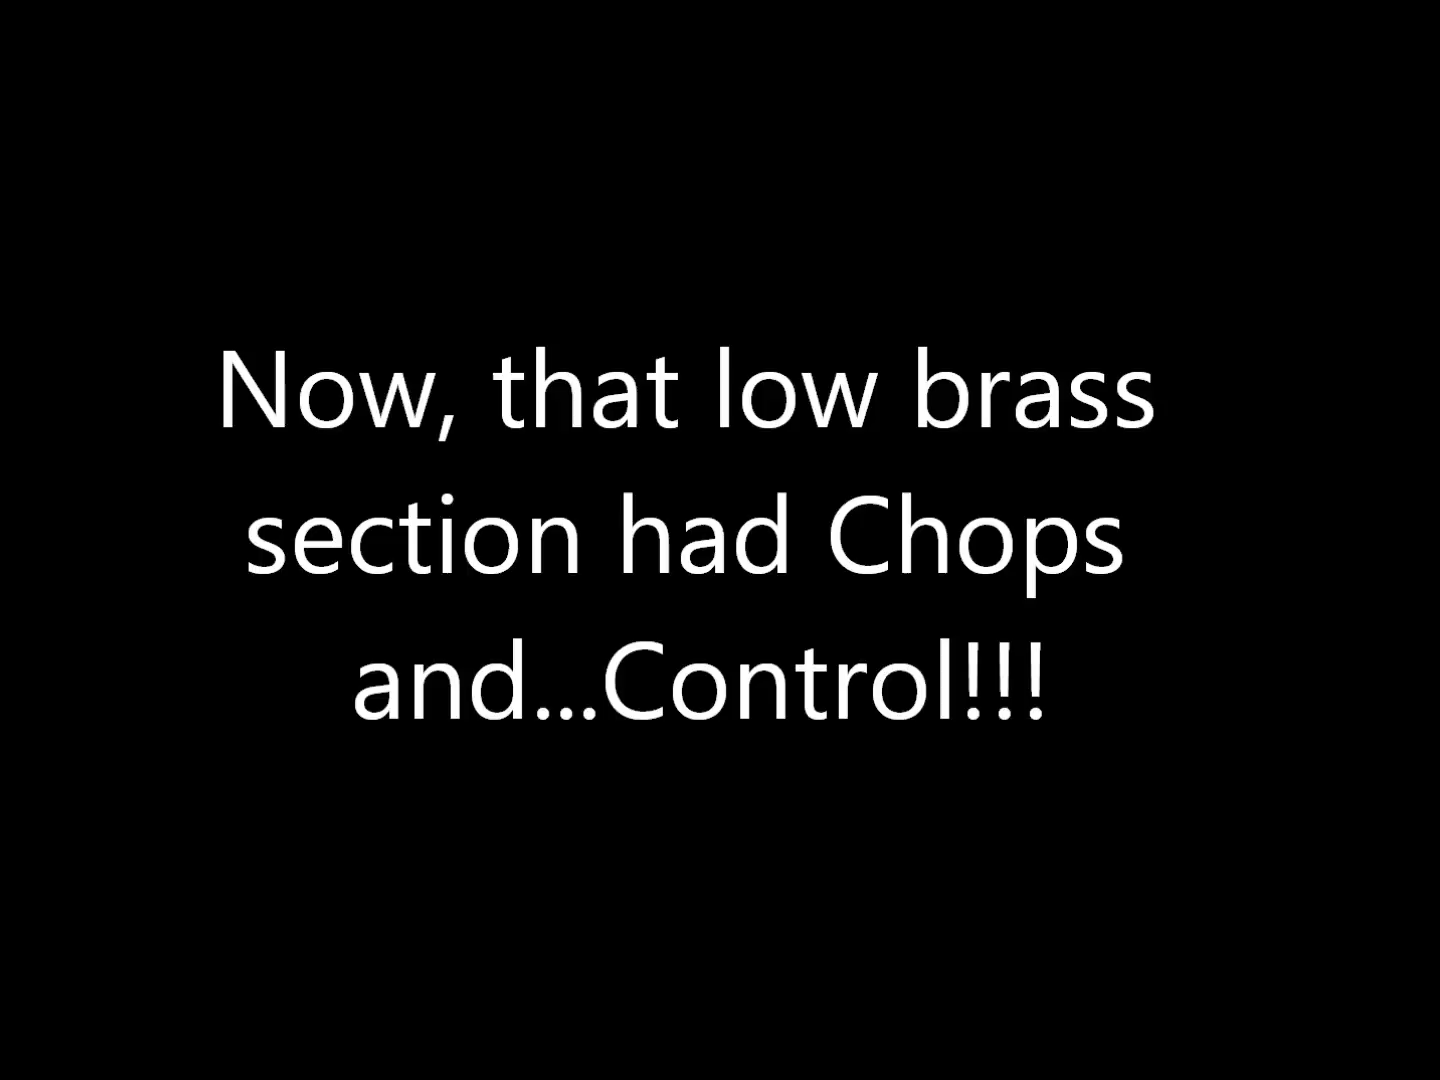 Now, that low brass
section had Chops
and...Control!!!